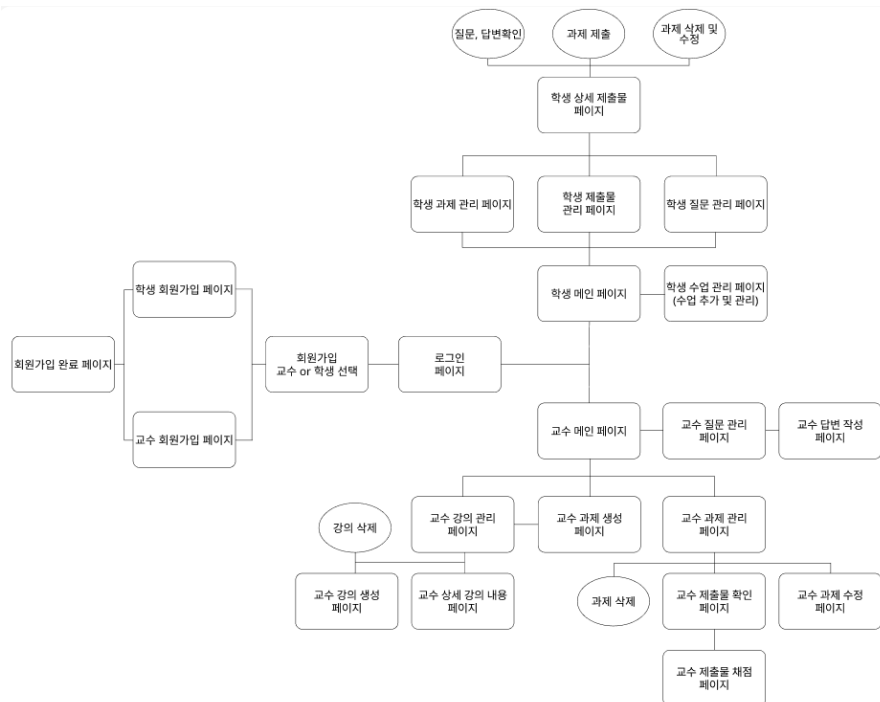 질문, 답변확인
과제 제출
과제 삭제 및
수정
학생 상세 제출물
페이지
학생 과제 관리 페이지
학생 제출물
관리 페이지
학생 질문 관리 페이지
학생 회원가입 페이지
학생 메인 페이지
학생 수업 관리 페이지
(수업 추가 및 관리)
회원가입 완료 페이지
회원가입
교수 or 학생 선택
로그인
페이지
교수 회원가입 페이지
교수 메인 페이지
교수 질문 관리
페이지
교수 답변 작성
페이지
강의 삭제
교수 강의 관리
페이지
교수 과제 생성
페이지
교수 과제 관리
페이지
교수 강의 생성
페이지
교수 상세 강의 내용
페이지
과제 삭제
교수 제출물 확인
페이지
교수 과제 수정
페이지
교수 제출물 채점
페이지